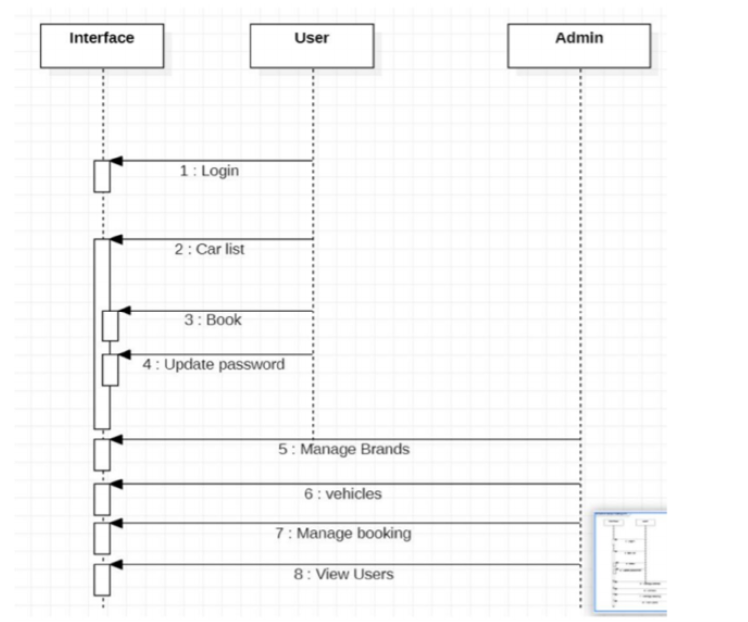 Interface
User
Admin
1 : Login
2 : Car list
3 : Book
4 : Update password
5 : Manage Brands
6 : vehicles
7 : Manage booking
8 : View Users